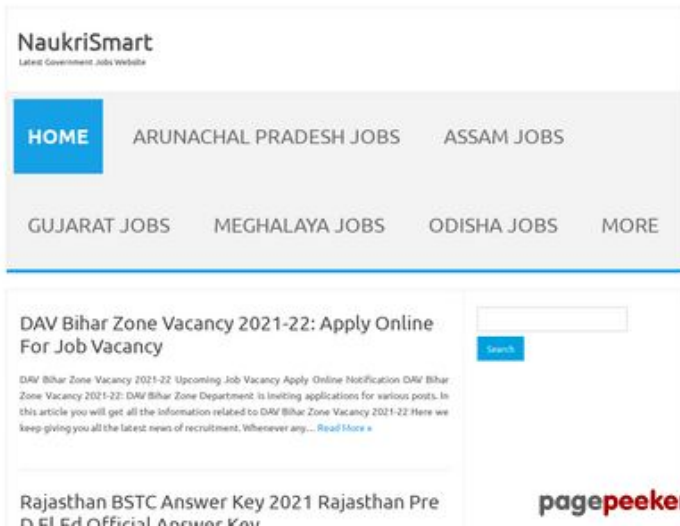 NaukriSmart
Latest Government Jobs Website
HOME
ARUNACHAL PRADESH JOBS
ASSAM JOBS
GUJARAT JOBS
MEGHALAYA JOBS
ODISHA JOBS
MORE
DAV Bihar Zone Vacancy 2021-22: Apply Online
For Job Vacancy
DAV Bihar Zone Vacancy 2021-22 Upcoming Job Vacancy Apply Online Notification DAV Bihar
Zone Vacancy 2021-22: DAV Bihar Zone Department is inviting applications for various posts. In
this article you will get all the information related to DAV Bihar Zone Vacancy 2021-22 Here we
keep giving you all the latest news of recruitment. Whenever any... Read More »
Search
Rajasthan BSTC Answer Key 2021 Rajasthan Pre
D.El.Ed Official Answer Key
pagepeeker